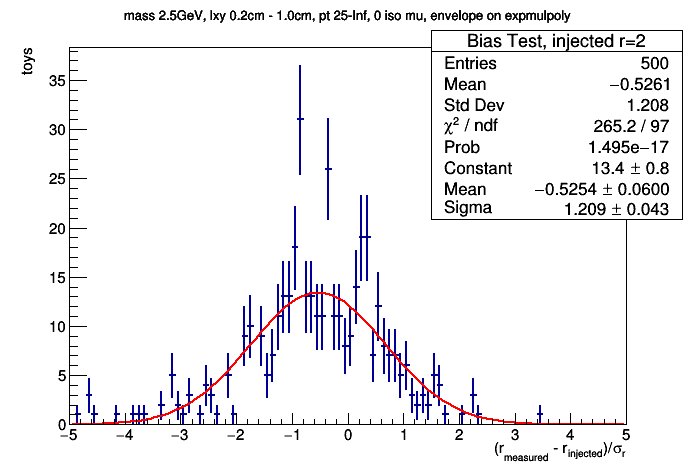 mass 2.5GeV, lxy 0.2cm - 1.0cm, pt 25-Inf, 0 iso mu, envelope on expmulpoly
Bias Test, injected r=2
Entries 500
Mean −0.5261
Std Dev 1.208
χ² / ndf 265.2 / 97
Prob 1.495e−17
Constant 13.4 ± 0.8
Mean −0.5254 ± 0.0600
Sigma 1.209 ± 0.043
toys
35
30
25
20
15
10
5
0
−5 −4 −3 −2 −1 0 1 2 3 4 5
(r_measured - r_injected)/σ_r